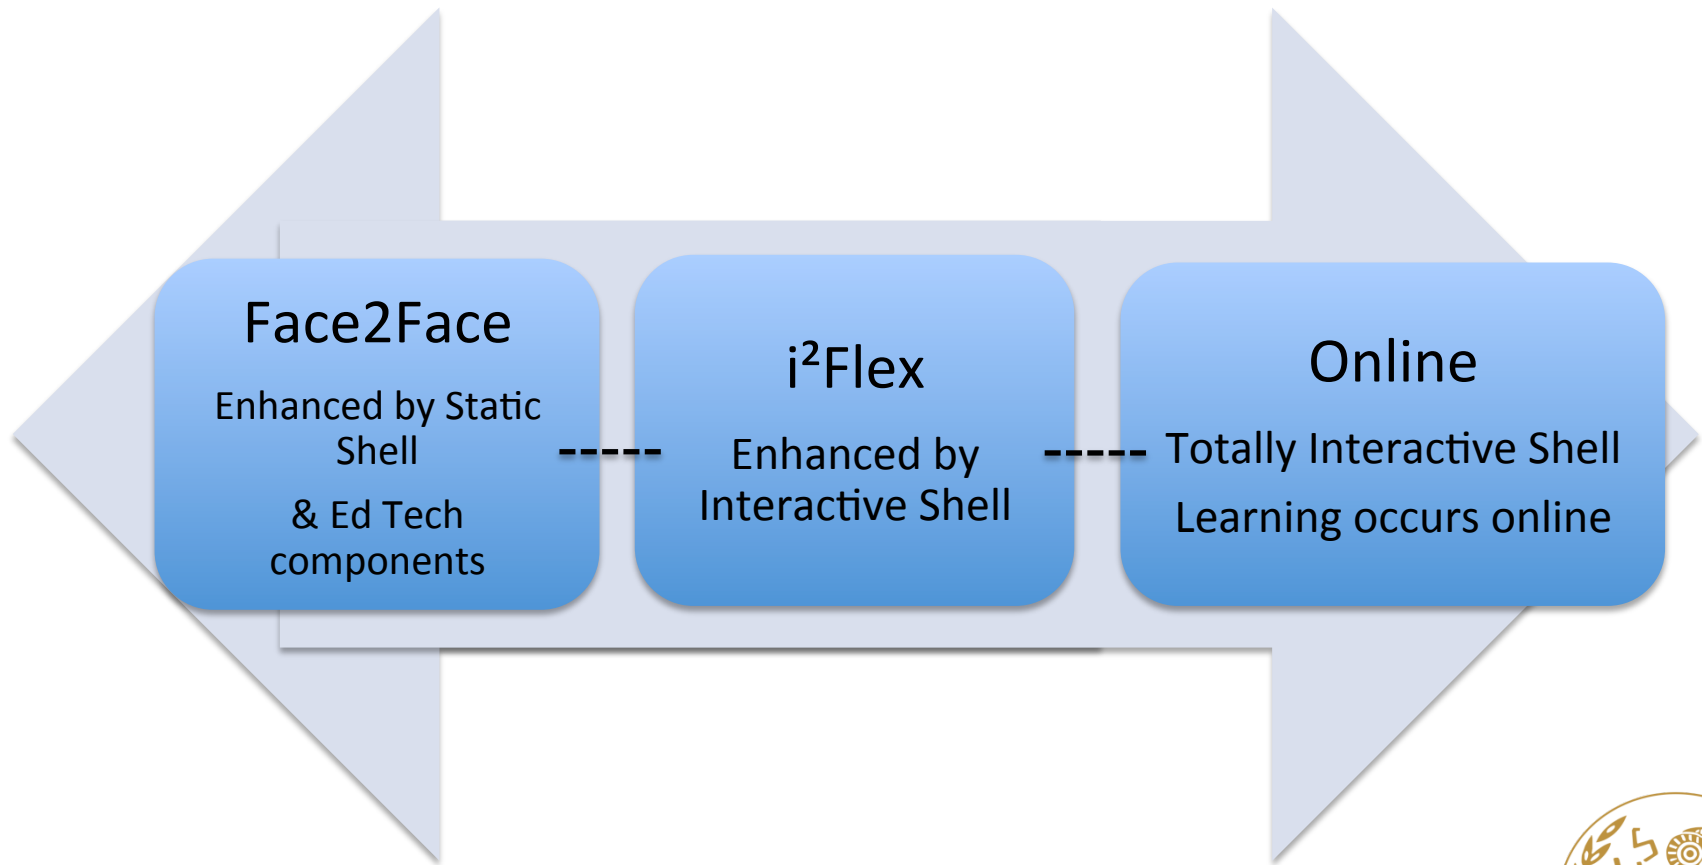 Face2Face
Enhanced by Static
Shell
& Ed Tech
components
i²Flex
Enhanced by
Interactive Shell
Online
Totally Interactive Shell
Learning occurs online